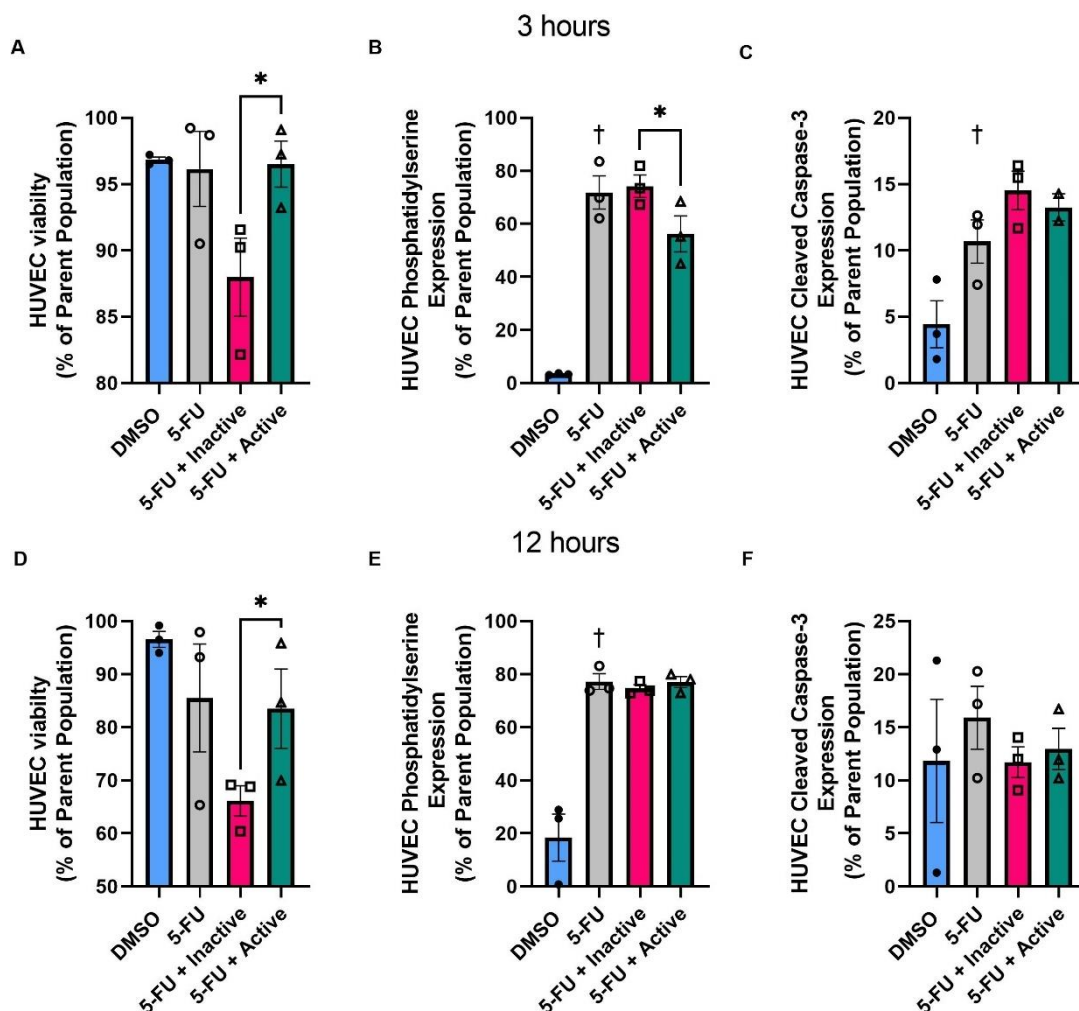 3 hours
A
HUVEC viabilty
(% of Parent Population)
100
95
90
85
80
*
DMSO
5-FU
5-FU + Inactive
5-FU + Active
B
HUVEC Phosphatidylserine
Expression
(% of Parent Population)
100
80
60
40
20
0
†
*
DMSO
5-FU
5-FU + Inactive
5-FU + Active
C
HUVEC Cleaved Caspase-3
Expression
(% of Parent Population)
20
15
10
5
0
†
DMSO
5-FU
5-FU + Inactive
5-FU + Active
12 hours
D
HUVEC viabilty
(% of Parent Population)
100
90
80
70
60
50
*
DMSO
5-FU
5-FU + Inactive
5-FU + Active
E
HUVEC Phosphatidylserine
Expression
(% of Parent Population)
100
80
60
40
20
0
†
DMSO
5-FU
5-FU + Inactive
5-FU + Active
F
HUVEC Cleaved Caspase-3
Expression
(% of Parent Population)
25
20
15
10
5
0
DMSO
5-FU
5-FU + Inactive
5-FU + Active